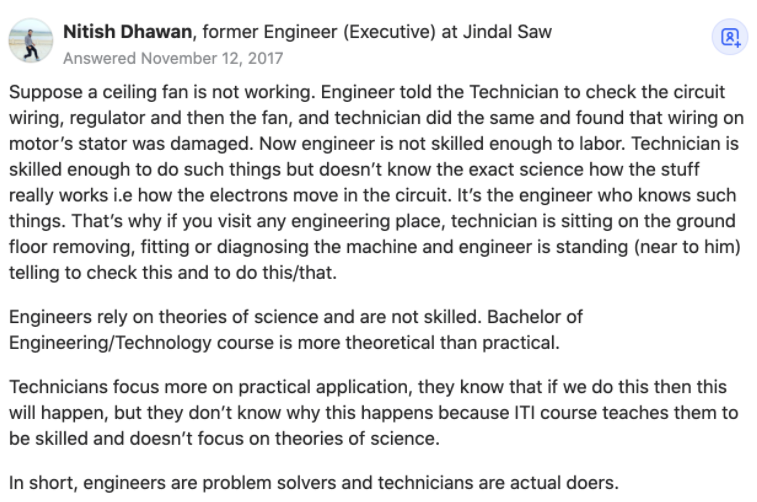 Nitish Dhawan, former Engineer (Executive) at Jindal Saw
Answered November 12, 2017
Suppose a ceiling fan is not working. Engineer told the Technician to check the circuit
wiring, regulator and then the fan, and technician did the same and found that wiring on
motor's stator was damaged. Now engineer is not skilled enough to labor. Technician is
skilled enough to do such things but doesn't know the exact science how the stuff
really works i.e how the electrons move in the circuit. It's the engineer who knows such
things. That's why if you visit any engineering place, technician is sitting on the ground
floor removing, fitting or diagnosing the machine and engineer is standing (near to him)
telling to check this and to do this/that.
Engineers rely on theories of science and are not skilled. Bachelor of
Engineering/Technology course is more theoretical than practical.
Technicians focus more on practical application, they know that if we do this then this
will happen, but they don't know why this happens because ITI course teaches them to
be skilled and doesn't focus on theories of science.
In short, engineers are problem solvers and technicians are actual doers.